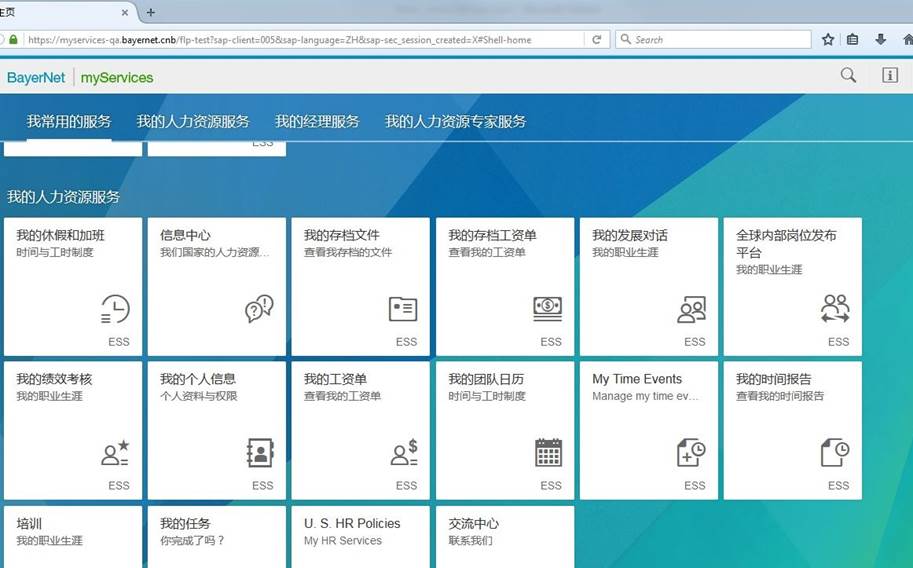 主页
https://myservices-qa.bayernet.cnb/flp-test?sap-client=005&sap-language=ZH&sap-sec_session_created=X#Shell-home
Search
BayerNet myServices
我常用的服务 我的人力资源服务 我的经理服务 我的人力资源专家服务
ESS
我的人力资源服务
我的休假和加班
时间与工时制度
ESS
信息中心
我们国家的人力资源...
ESS
我的存档文件
查看我存档的文件
ESS
我的存档工资单
查看我的工资单
ESS
我的发展对话
我的职业生涯
ESS
全球内部岗位发布
平台
我的职业生涯
ESS
我的绩效考核
我的职业生涯
ESS
我的个人信息
个人资料与权限
ESS
我的工资单
查看我的工资单
ESS
我的团队日历
时间与工时制度
ESS
My Time Events
Manage my time ev...
ESS
我的时间报告
查看我的时间报告
ESS
培训
我的职业生涯
我的任务
你完成了吗？
U. S. HR Policies
My HR Services
交流中心
联系我们